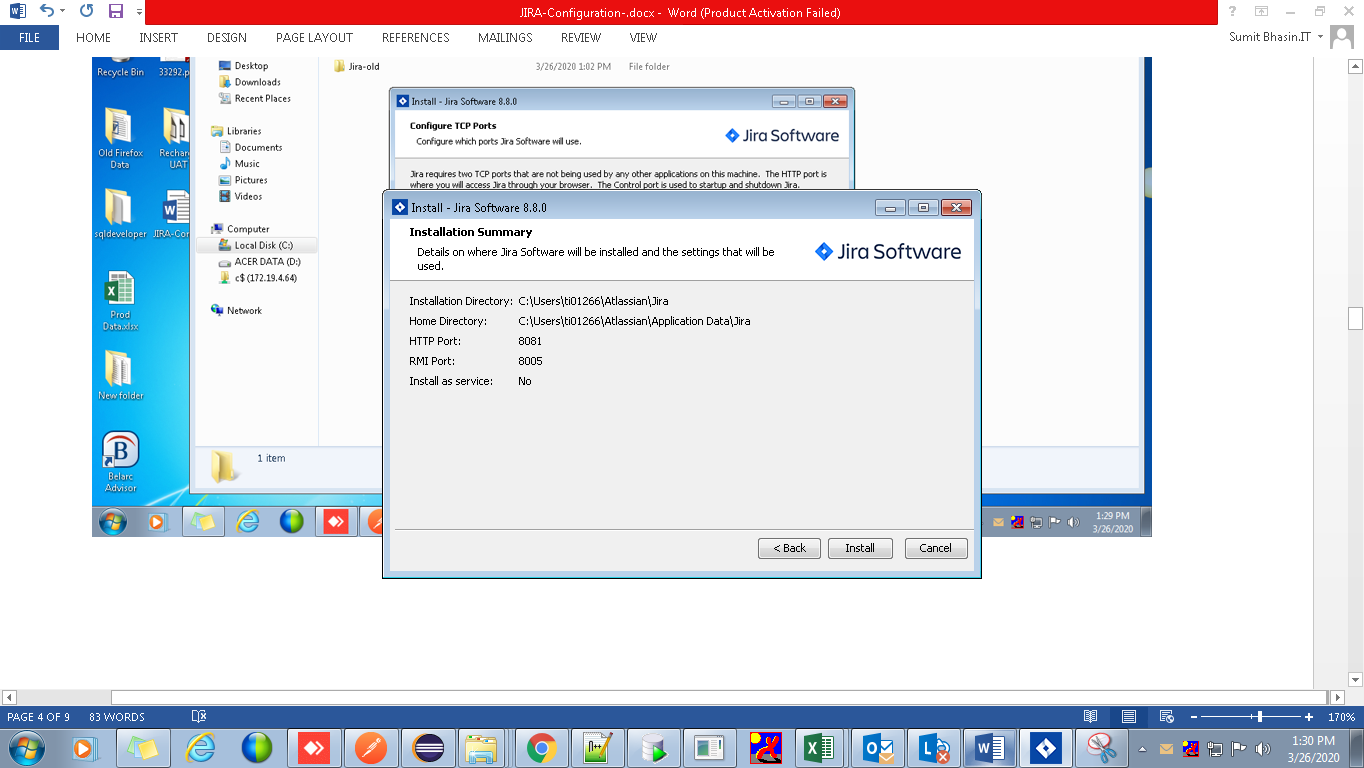 JIRA-Configuration-.docx - Word (Product Activation Failed)
FILE HOME INSERT DESIGN PAGE LAYOUT REFERENCES MAILINGS REVIEW VIEW
Sumit Bhasin.IT
Recycle Bin
33292.p
Old Firefox
Data
Rechar
UAT
sqldeveloper
JIRA-Con
Prod
Data.xlsx
New folder
Belarc
Advisor
Desktop
Downloads
Recent Places
Libraries
Documents
Music
Pictures
Videos
Computer
Local Disk (C:)
ACER DATA (D:)
c$ (172.19.4.64)
Network
Jira-old 3/26/2020 1:02 PM File folder
1 item
Install - Jira Software 8.8.0
Configure TCP Ports
Configure which ports Jira Software will use.
Jira Software
Jira requires two TCP ports that are not being used by any other applications on this machine. The HTTP port is
where you will access Jira through your browser. The Control port is used to startup and shutdown Jira.
Install - Jira Software 8.8.0
Installation Summary
Details on where Jira Software will be installed and the settings that will be
used.
Jira Software
Installation Directory: C:\Users\ti01266\Atlassian\Jira
Home Directory: C:\Users\ti01266\Atlassian\Application Data\Jira
HTTP Port: 8081
RMI Port: 8005
Install as service: No
< Back Install Cancel
1:29 PM
3/26/2020
PAGE 4 OF 9 83 WORDS
170%
1:30 PM
3/26/2020